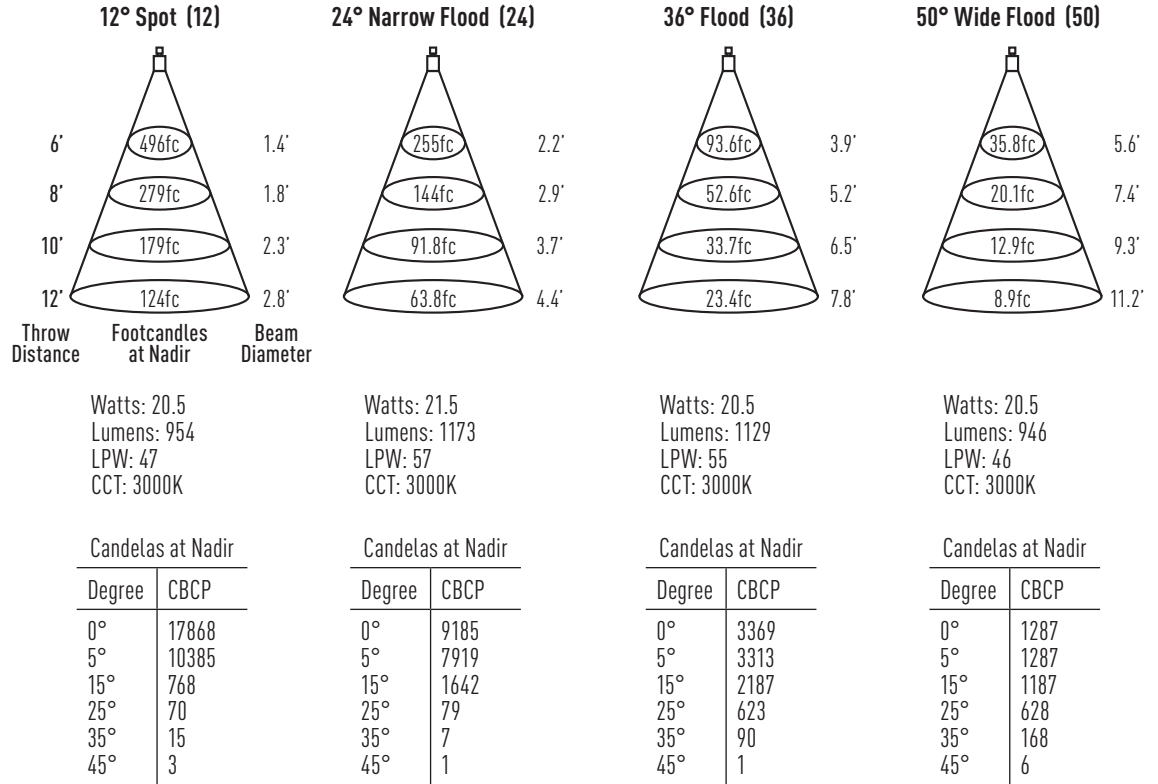 12° Spot (12)
24° Narrow Flood (24)
36° Flood (36)
50° Wide Flood (50)
6’ 496fc 1.4’ 255fc 2.2’ 93.6fc 3.9’ 35.8fc 5.6’
8’ 279fc 1.8’ 144fc 2.9’ 52.6fc 5.2’ 20.1fc 7.4’
10’ 179fc 2.3’ 91.8fc 3.7’ 33.7fc 6.5’ 12.9fc 9.3’
12’ 124fc 2.8’ 63.8fc 4.4’ 23.4fc 7.8’ 8.9fc 11.2’
Throw Footcandles Beam
Distance at Nadir Diameter
Watts: 20.5
Lumens: 954
LPW: 47
CCT: 3000K
Watts: 21.5
Lumens: 1173
LPW: 57
CCT: 3000K
Watts: 20.5
Lumens: 1129
LPW: 55
CCT: 3000K
Watts: 20.5
Lumens: 946
LPW: 46
CCT: 3000K
Candelas at Nadir
Degree CBCP
0° 17868
5° 10385
15° 768
25° 70
35° 15
45° 3
Candelas at Nadir
Degree CBCP
0° 9185
5° 7919
15° 1642
25° 79
35° 7
45° 1
Candelas at Nadir
Degree CBCP
0° 3369
5° 3313
15° 2187
25° 623
35° 90
45° 1
Candelas at Nadir
Degree CBCP
0° 1287
5° 1287
15° 1187
25° 628
35° 168
45° 6